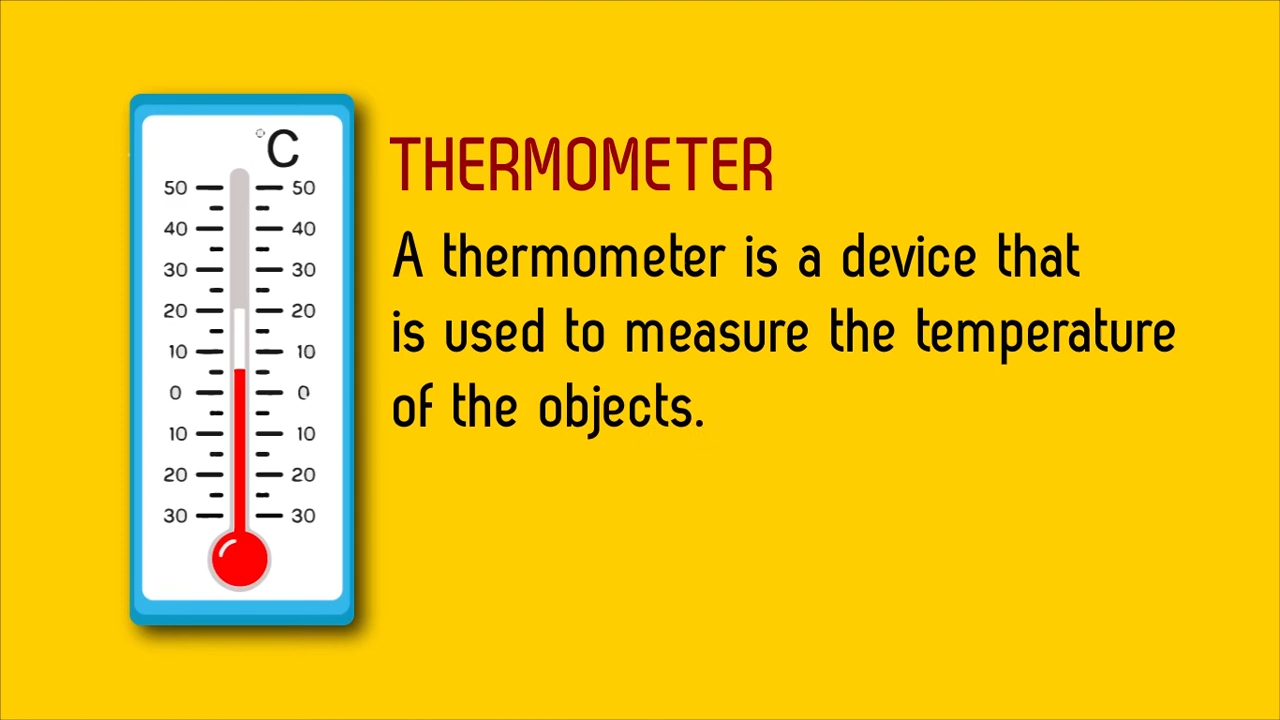 °C
50 50
40 40
30 30
20 20
10 10
0 0
10 10
20 20
30 30
THERMOMETER
A thermometer is a device that
is used to measure the temperature
of the objects.